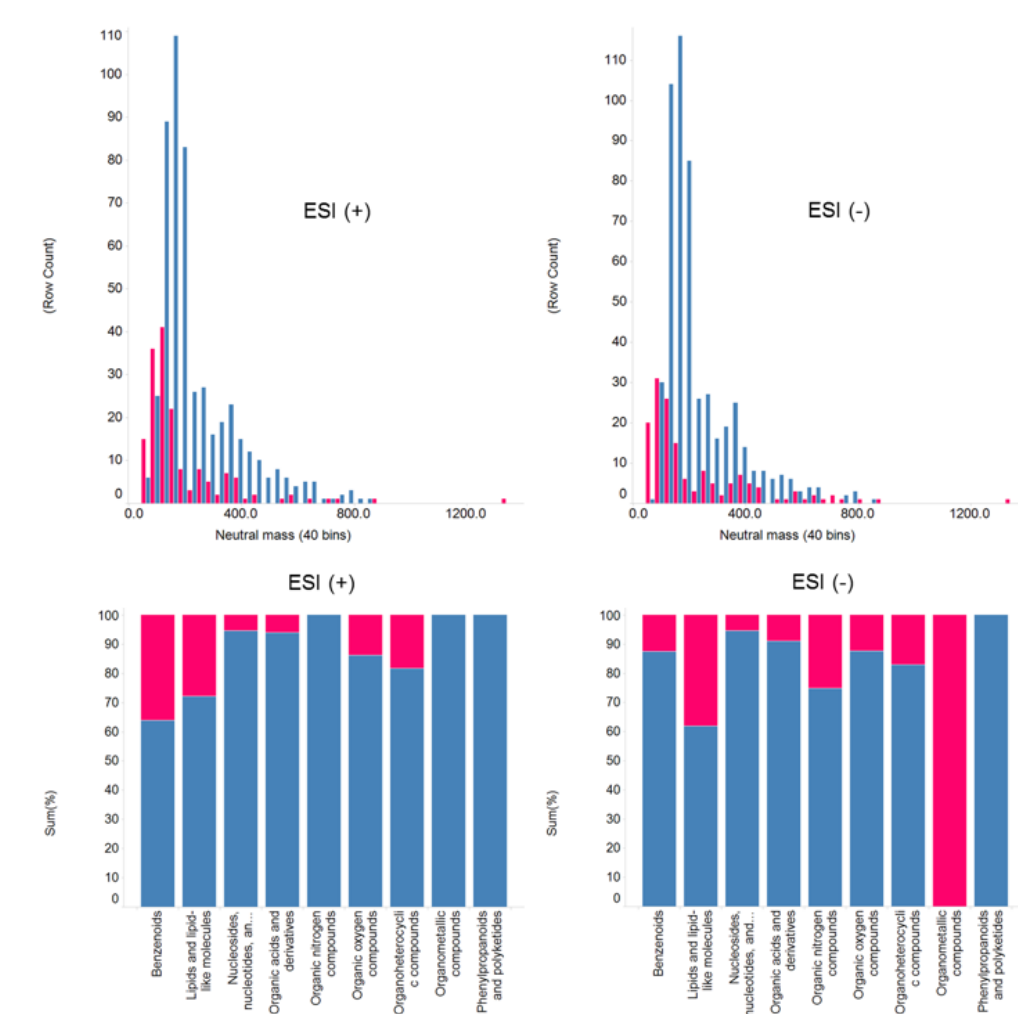 110
100
90
80
70
60
50
40
30
20
10
0
(Row Count)
ESI (+)
0.0
400.0
800.0
1200.0
Neutral mass (40 bins)
110
100
90
80
70
60
50
40
30
20
10
0
(Row Count)
ESI (-)
0.0
400.0
800.0
1200.0
Neutral mass (40 bins)
ESI (+)
100
90
80
70
60
50
40
30
20
10
0
Sum(%)
Benzenoids
Lipids and lipid-
like molecules
Nucleosides,
nucleotides, an...
Organic acids and
derivatives
Organic nitrogen
compounds
Organic oxygen
compounds
Organoheterocycli
c compounds
Organometallic
compounds
Phenylpropanoids
and polyketides
ESI (-)
100
90
80
70
60
50
40
30
20
10
0
Sum(%)
Benzenoids
Lipids and lipid-
like molecules
Nucleosides,
nucleotides, and...
Organic acids and
derivatives
Organic nitrogen
compounds
Organic oxygen
compounds
Organoheterocycli
c compounds
Organometallic
compounds
Phenylpropanoids
and polyketides